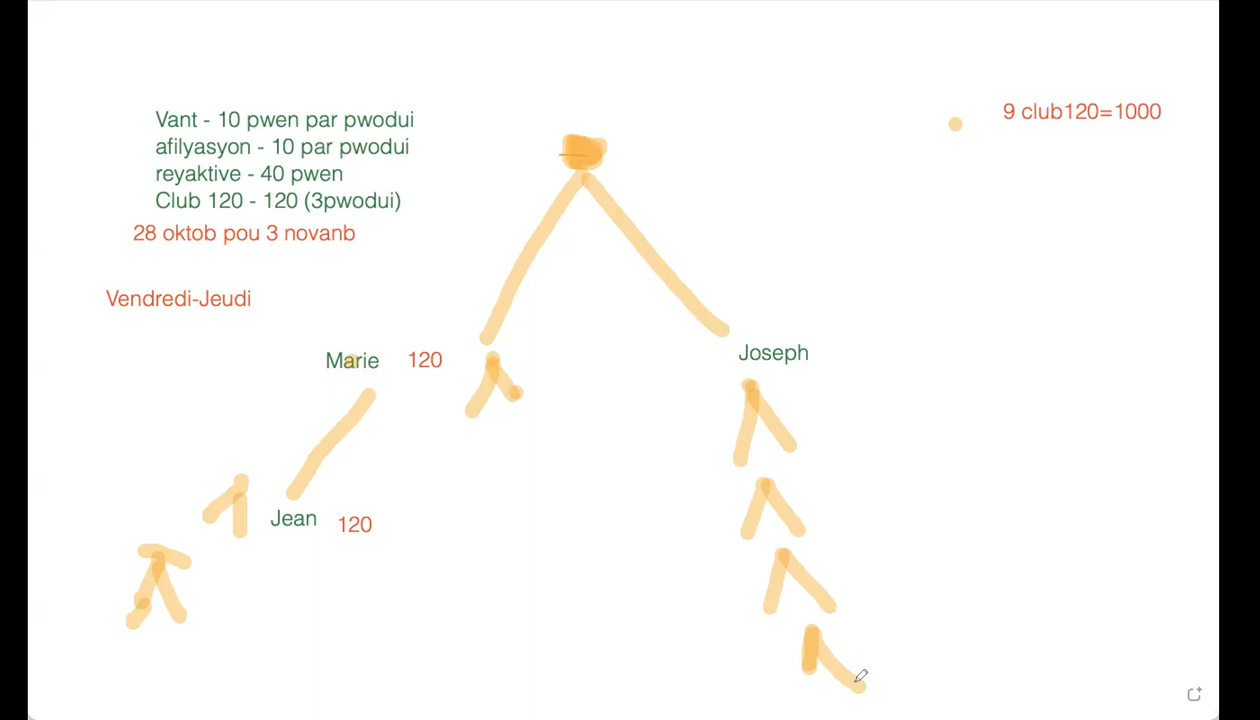 Vant - 10 pwen par pwodui
afilyasyon - 10 par pwodui
reyaktive - 40 pwen
Club 120 - 120 (3pwodui)
28 oktob pou 3 novanb
Vendredi-Jeudi
9 club120=1000
Marie 120
Joseph
Jean 120